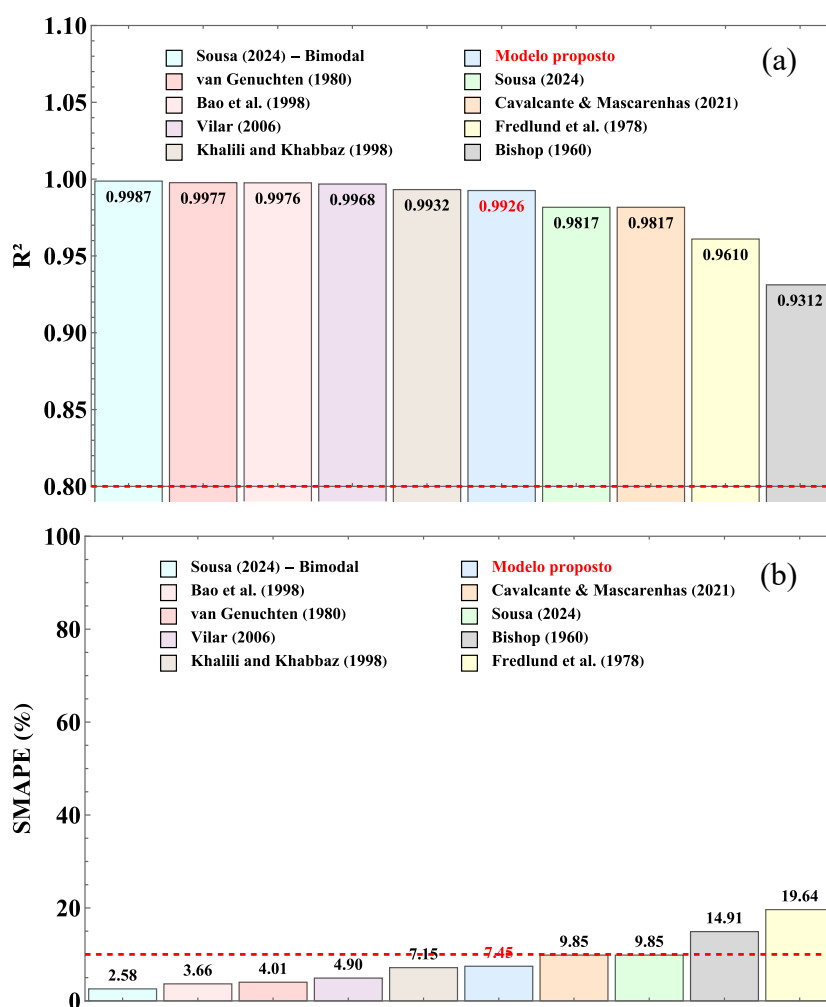 1.10
Sousa (2024) – Bimodal
Modelo proposto
(a)
van Genuchten (1980)
Sousa (2024)
1.05
Bao et al. (1998)
Cavalcante & Mascarenhas (2021)
Vilar (2006)
Fredlund et al. (1978)
Khalili and Khabbaz (1998)
Bishop (1960)
1.00
0.9987
0.9977
0.9976
0.9968
0.9932
0.9926
0.9817
0.9817
0.9610
0.9312
R²
0.95
0.90
0.85
0.80
100
Sousa (2024) – Bimodal
Modelo proposto
(b)
Bao et al. (1998)
Cavalcante & Mascarenhas (2021)
van Genuchten (1980)
Sousa (2024)
Vilar (2006)
Bishop (1960)
Khalili and Khabbaz (1998)
Fredlund et al. (1978)
80
60
SMAPE (%)
40
20
0
2.58
3.66
4.01
4.90
7.15
7.45
9.85
9.85
14.91
19.64